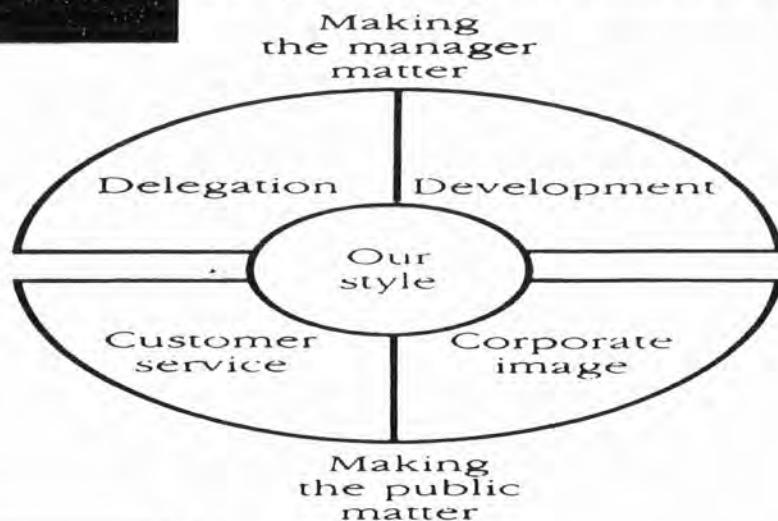 Making
the manager
matter
Delegation
Development
Our
style
Customer
service
Corporate
image
Making
the public
matter